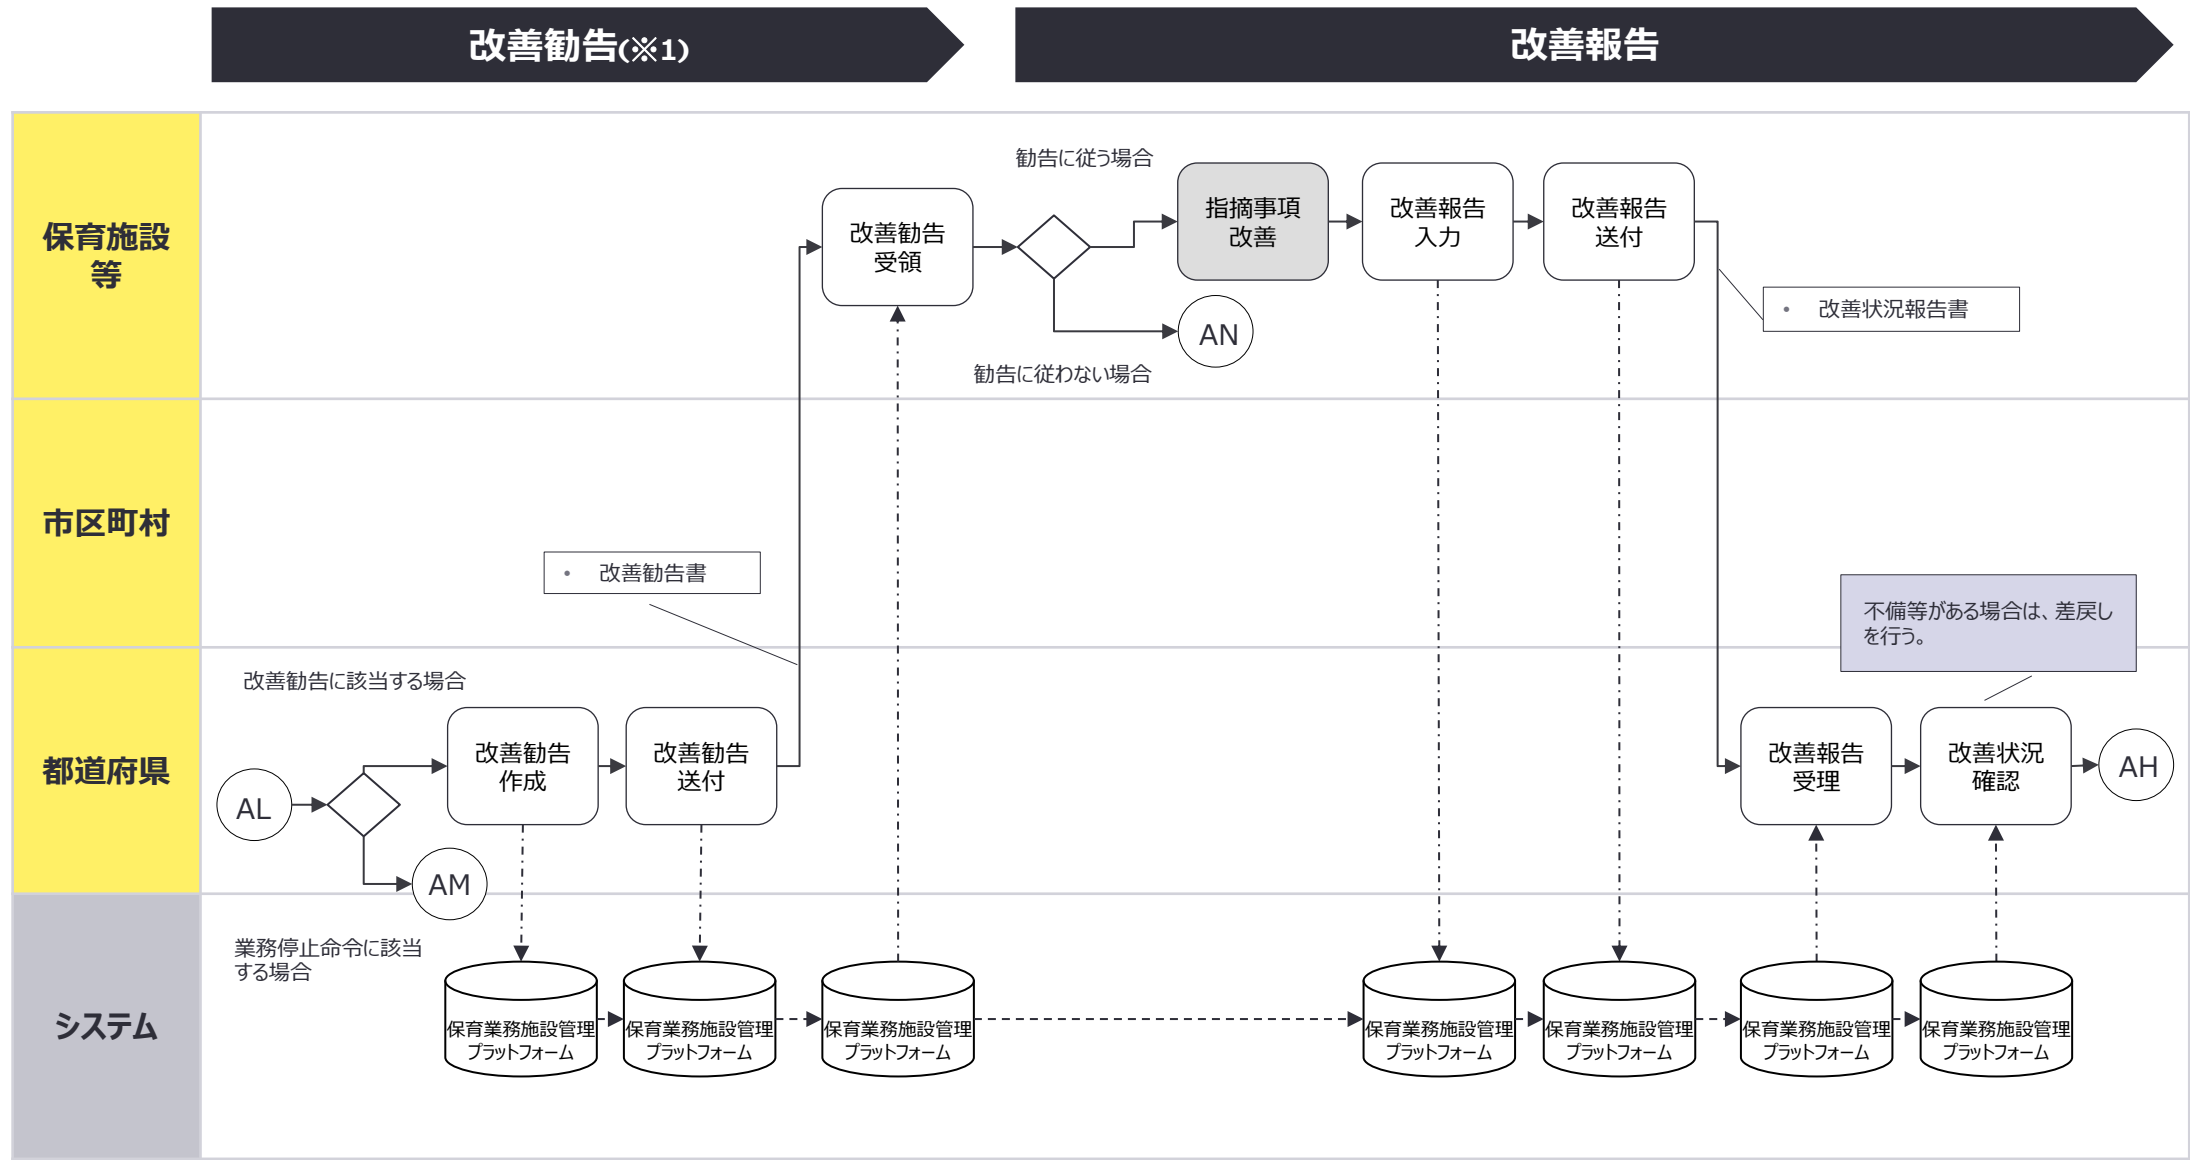 改善勧告(※1)
改善報告
保育施設
等
勧告に従う場合
改善勧告
受領
指摘事項
改善
改善報告
入力
改善報告
送付
• 改善状況報告書
AN
勧告に従わない場合
市区町村
• 改善勧告書
不備等がある場合は、差戻し
を行う。
都道府県
改善勧告に該当する場合
AL
改善勧告
作成
改善勧告
送付
改善報告
受理
改善状況
確認
AH
AM
システム
業務停止命令に該当
する場合
保育業務施設管理
プラットフォーム
保育業務施設管理
プラットフォーム
保育業務施設管理
プラットフォーム
保育業務施設管理
プラットフォーム
保育業務施設管理
プラットフォーム
保育業務施設管理
プラットフォーム
保育業務施設管理
プラットフォーム